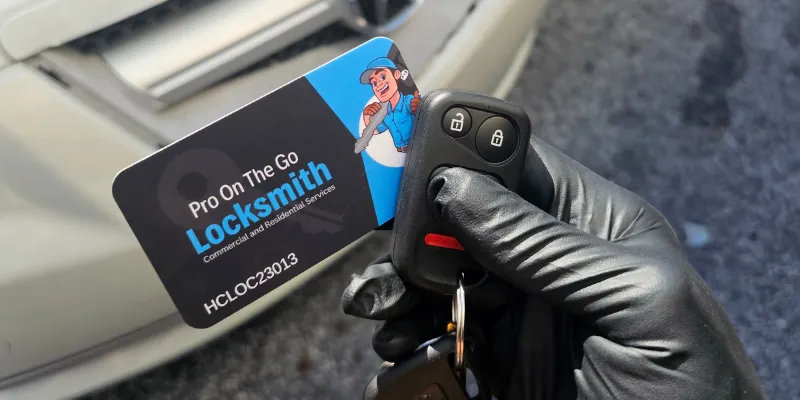 Pro On The Go
Locksmith
Commercial and Residential Services
HCLOC23013